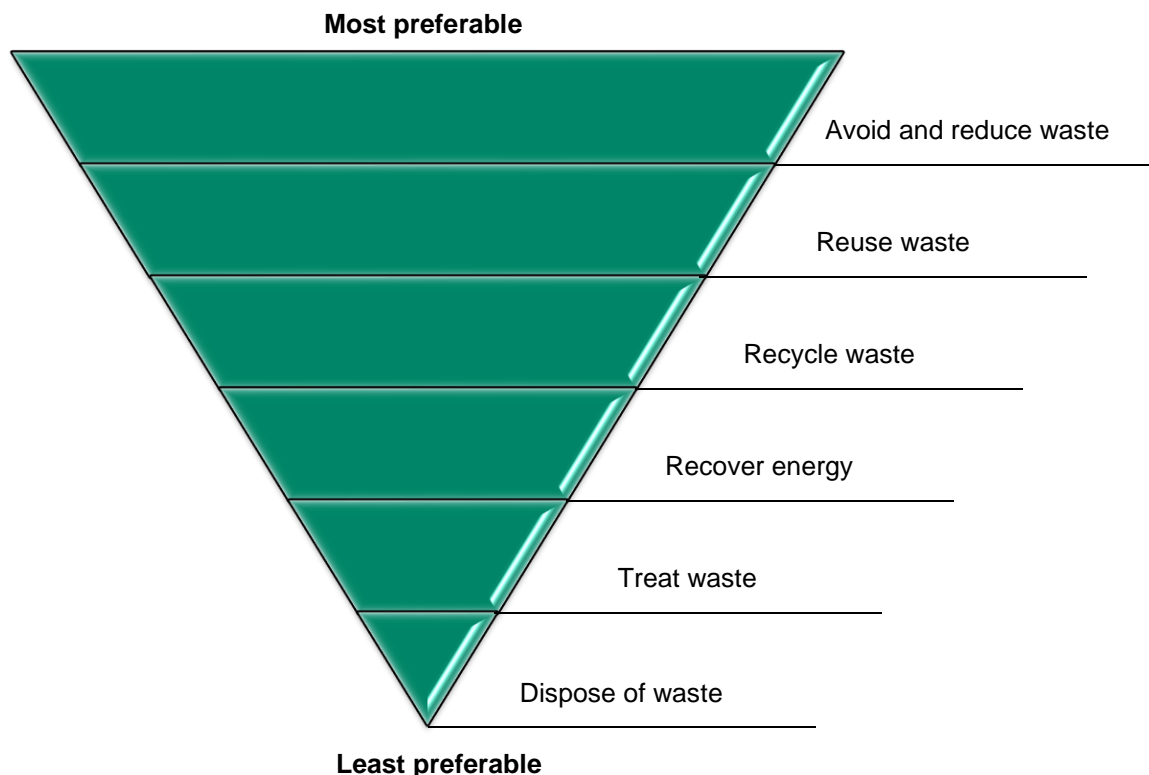 Most preferable
Avoid and reduce waste
Reuse waste
Recycle waste
Recover energy
Treat waste
Dispose of waste
Least preferable